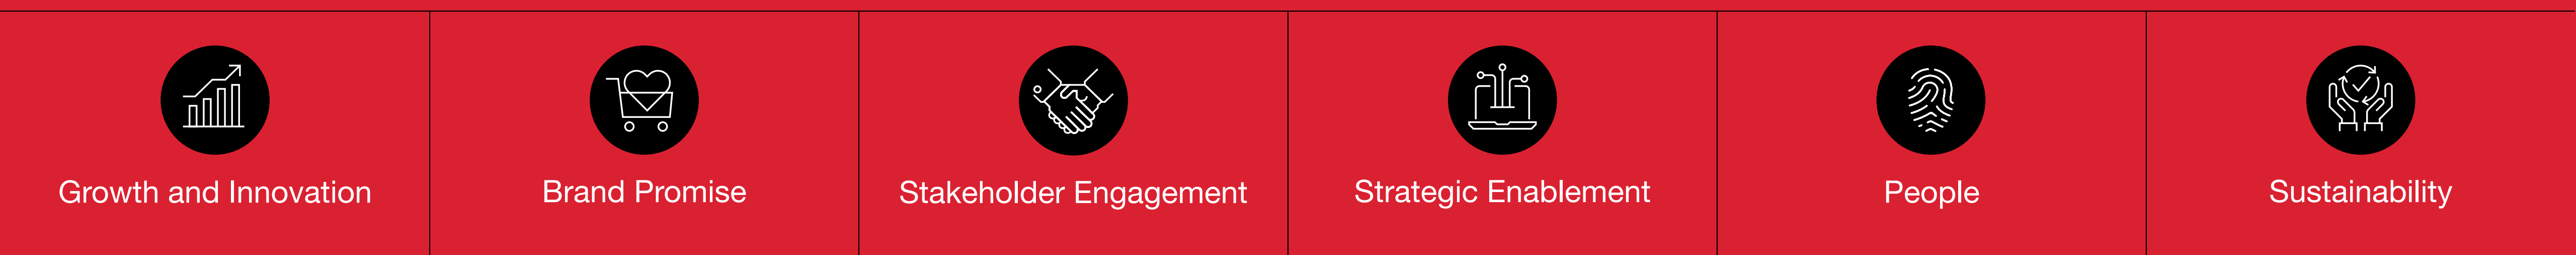 Growth and Innovation
Brand Promise
Stakeholder Engagement
Strategic Enablement
People
Sustainability